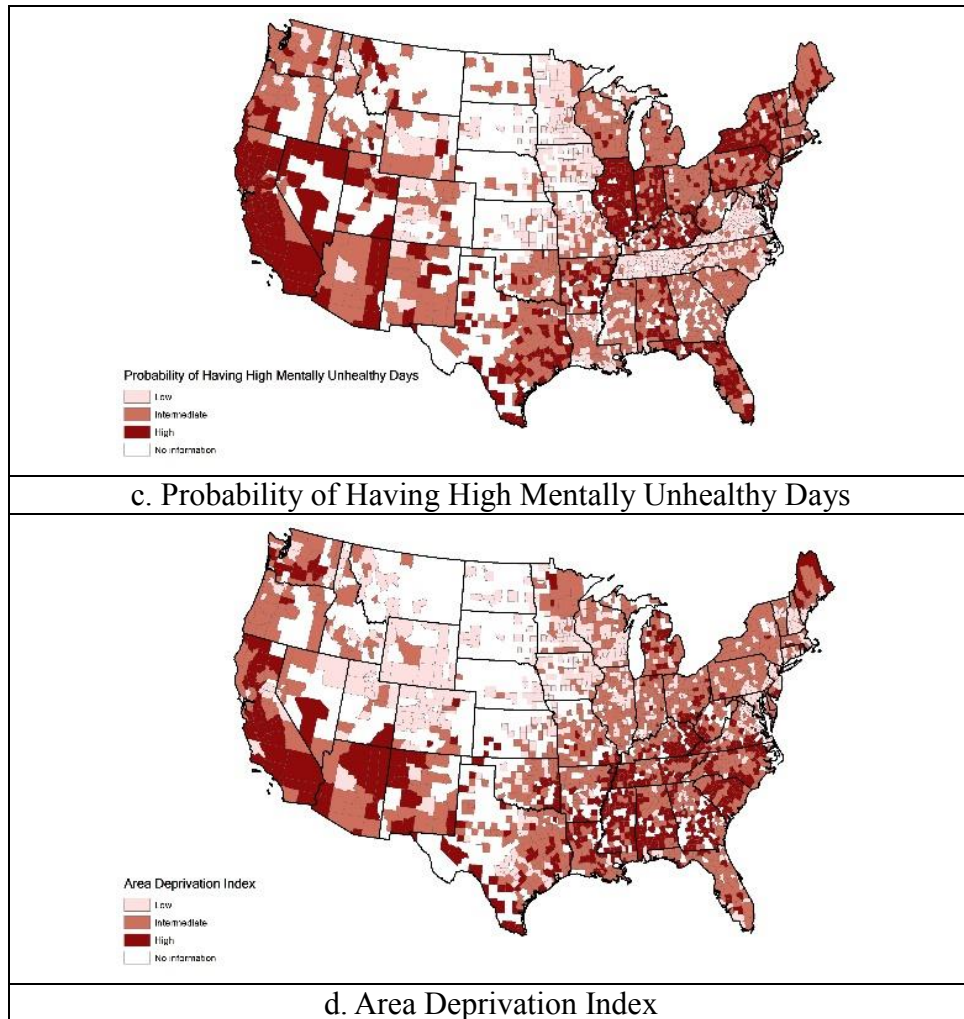 Probability of Having High Mentally Unhealthy Days
Low
Intermediate
High
No information
c. Probability of Having High Mentally Unhealthy Days
Area Deprivation Index
Low
Intermediate
High
No information
d. Area Deprivation Index